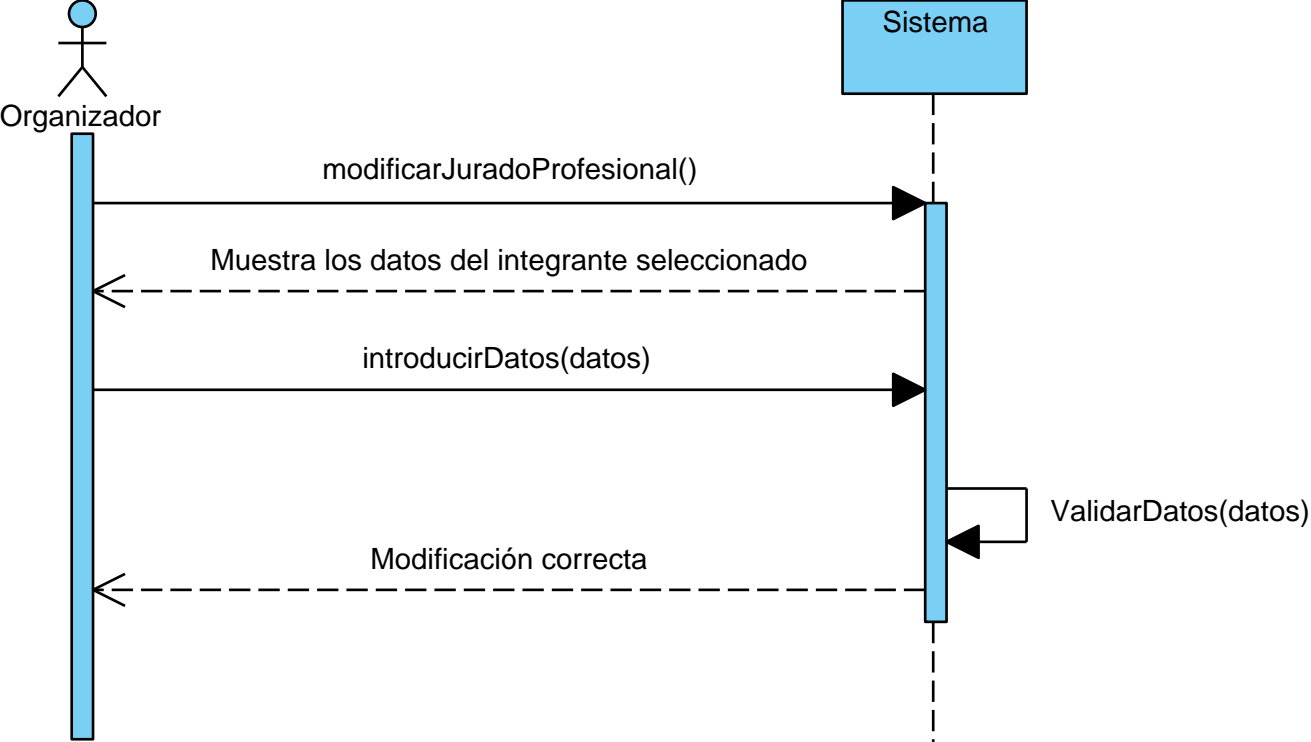 Sistema
Organizador
modificarJuradoProfesional()
Muestra los datos del integrante seleccionado
introducirDatos(datos)
ValidarDatos(datos)
Modificación correcta